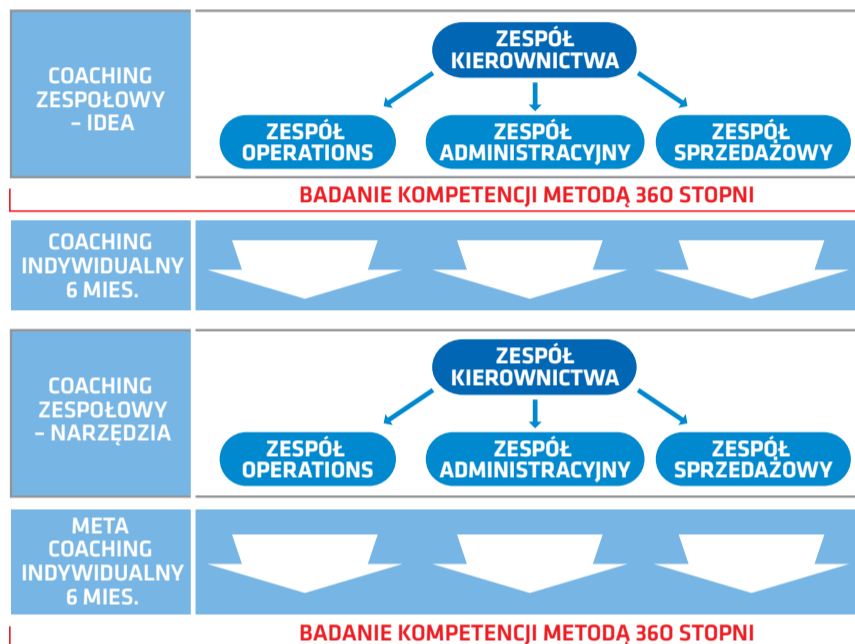 COACHING
ZESPOŁOWY
– IDEA
ZESPÓŁ
KIEROWNICTWA
ZESPÓŁ
OPERATIONS
ZESPÓŁ
ADMINISTRACYJNY
ZESPÓŁ
SPRZEDAŻOWY
BADANIE KOMPETENCJI METODĄ 360 STOPNI
COACHING
INDYWIDUALNY
6 MIES.
COACHING
ZESPOŁOWY
– NARZĘDZIA
ZESPÓŁ
KIEROWNICTWA
ZESPÓŁ
OPERATIONS
ZESPÓŁ
ADMINISTRACYJNY
ZESPÓŁ
SPRZEDAŻOWY
META
COACHING
INDYWIDUALNY
6 MIES.
BADANIE KOMPETENCJI METODĄ 360 STOPNI